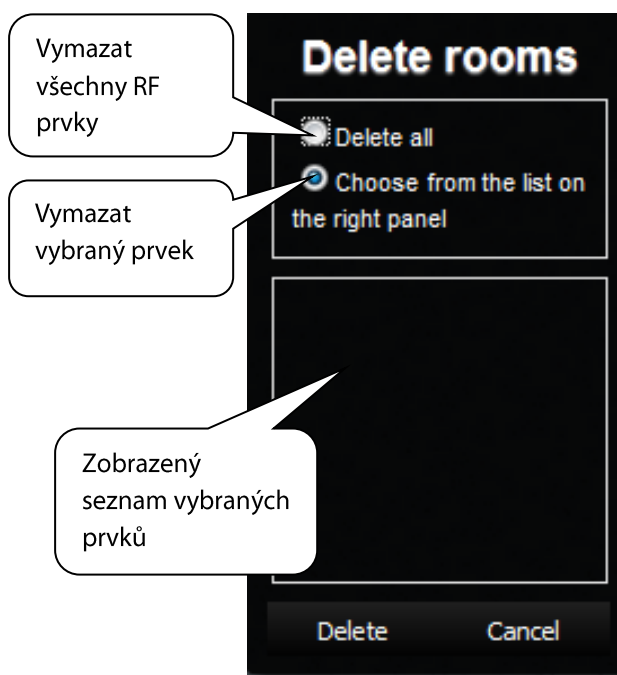 Vymazat
všechny RF
prvky
Vymazat
vybraný prvek
Zobrazený
seznam vybraných
prvků
Delete rooms
Delete all
Choose from the list on
the right panel
Delete
Cancel